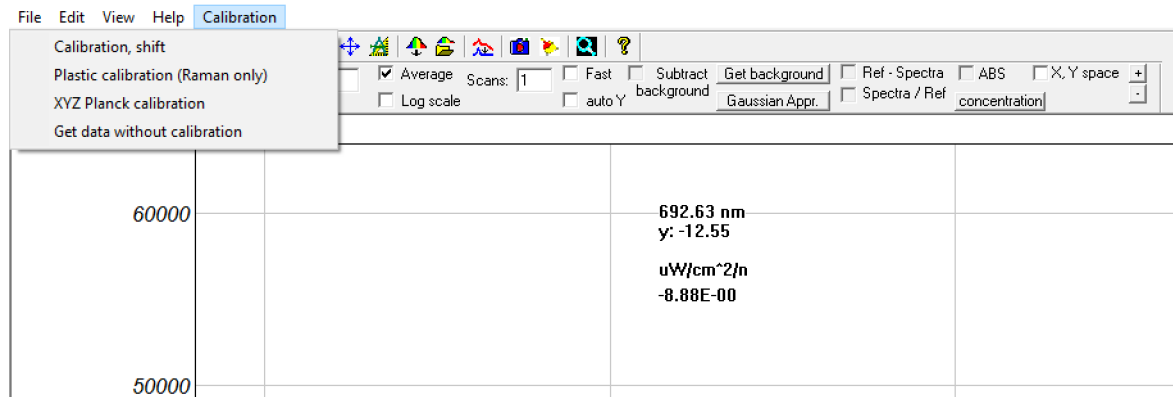 File Edit View Help Calibration
Calibration, shift
Plastic calibration (Raman only)
XYZ Planck calibration
Get data without calibration
Average Scans: 1 Fast Subtract background Get background Ref - Spectra ABS X, Y space +
Log scale auto Y Gaussian Appr. Spectra / Ref concentration -
60000
692.63 nm
y: -12.55
uW/cm^2/n
-8.88E-00
50000